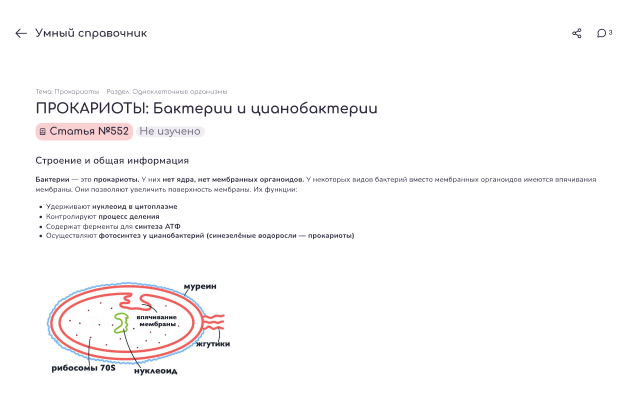 Умный справочник
3
Тема: Прокариоты Раздел: Одноклеточные организмы
ПРОКАРИОТЫ: Бактерии и цианобактерии
Статья №552 Не изучено
Строение и общая информация
Бактерии — это прокариоты. У них нет ядра, нет мембранных органоидов. У некоторых видов бактерий вместо мембранных органоидов имеются впячивания
мембраны. Они позволяют увеличить поверхность мембраны. Их функции:
• Удерживают нуклеоид в цитоплазме
• Контролируют процесс деления
• Содержат ферменты для синтеза АТФ
• Осуществляют фотосинтез у цианобактерий (синезелёные водоросли — прокариоты)
муреин
впячивание
мембраны
жгутики
рибосомы 70S
нуклеоид